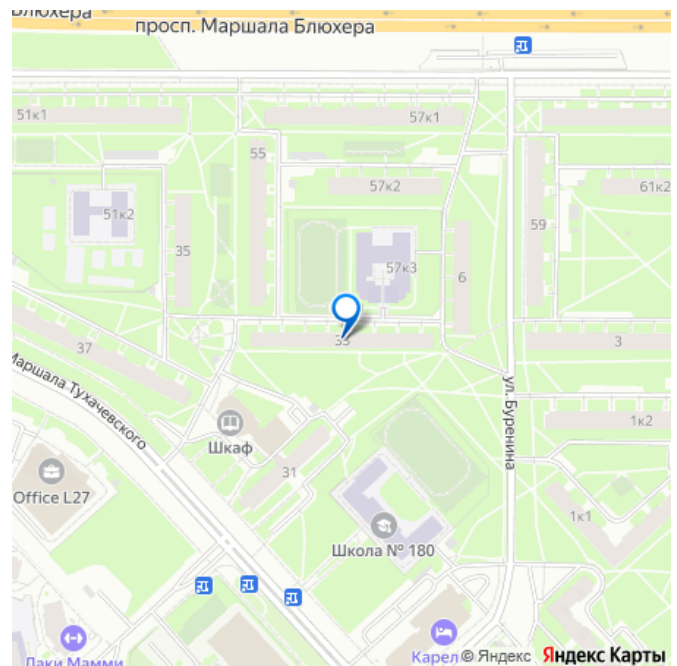 Блюхера
просп. Маршала Блюхера
51к1
57к1
55
57к2
61к2
51к2
59
35
57к3
6
33
3
37
Маршала Тухачевского
ул. Буренина
1к2
Шкаф
31
Office L27
1к1
Школа № 180
Лаки Мамми
Карел
© Яндекс Яндекс Карты